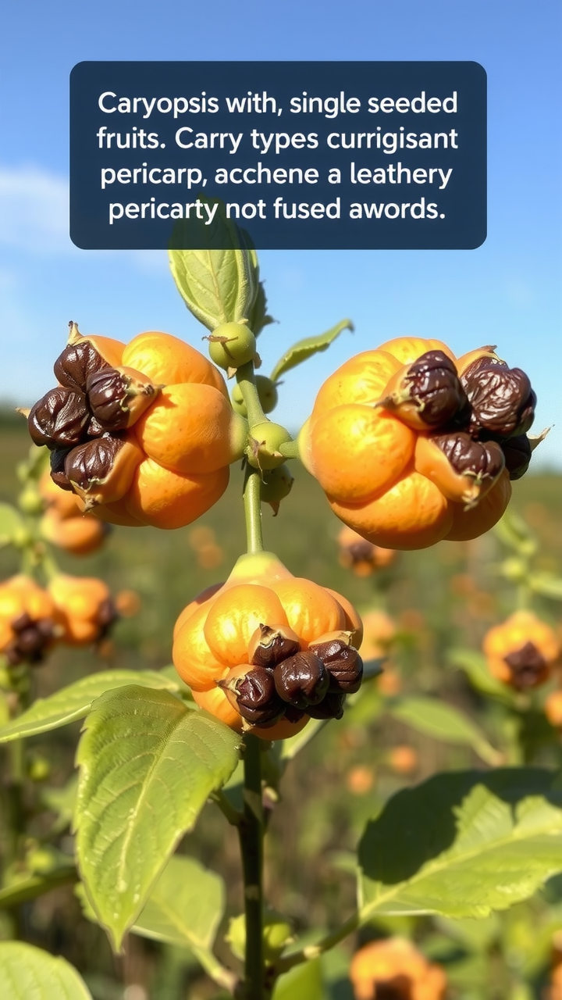 Caryopsis with, single seeded
fruits. Carry types currigisant
pericarp, acchene a leathery
pericarty not fused awords.